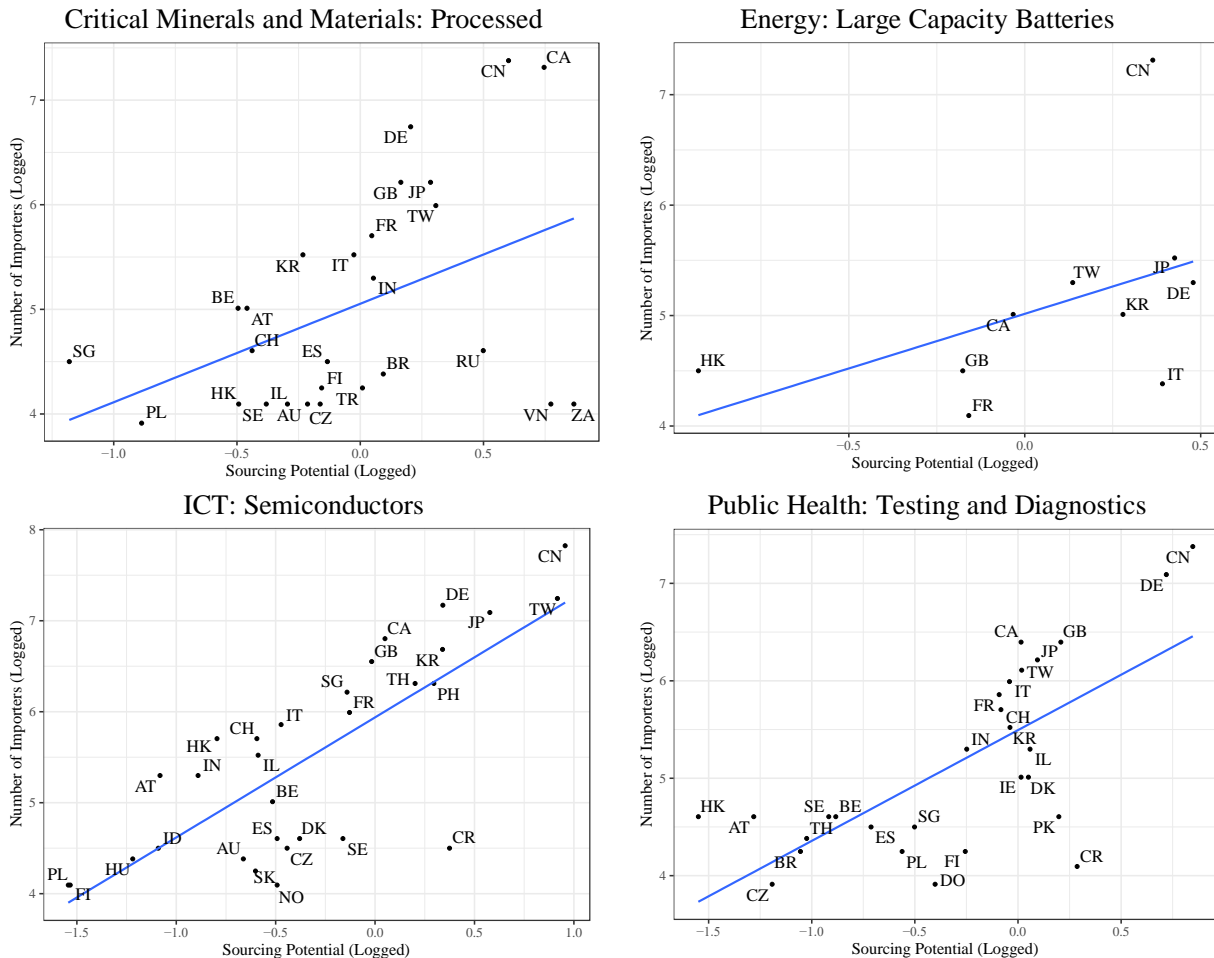 Critical Minerals and Materials: Processed
Number of Importers (Logged)
7
6
5
4
CN
CA
DE
GB
JP
TW
FR
KR
IT
IN
BE
AT
CH
SG
ES
BR
RU
FI
TR
HK
SE
IL
AU
CZ
VN
ZA
PL
−1.0
−0.5
0.0
0.5
Sourcing Potential (Logged)
Energy: Large Capacity Batteries
Number of Importers (Logged)
7
6
5
4
CN
TW
JP
DE
KR
CA
GB
HK
IT
FR
−0.5
0.0
0.5
Sourcing Potential (Logged)
ICT: Semiconductors
Number of Importers (Logged)
8
7
6
5
4
CN
DE
TW
JP
CA
GB
KR
SG
TH
PH
FR
IT
HK
CH
IN
IL
AT
BE
ID
ES
DK
CZ
SE
CR
HU
AU
SK
NO
PL
FI
−1.5
−1.0
−0.5
0.0
0.5
1.0
Sourcing Potential (Logged)
Public Health: Testing and Diagnostics
Number of Importers (Logged)
7
6
5
4
CN
DE
CA
GB
JP
TW
IT
FR
CH
IN
KR
IL
IE
DK
HK
AT
SE
BE
TH
SG
PK
ES
BR
PL
FI
CR
CZ
DO
−1.5
−1.0
−0.5
0.0
0.5
Sourcing Potential (Logged)